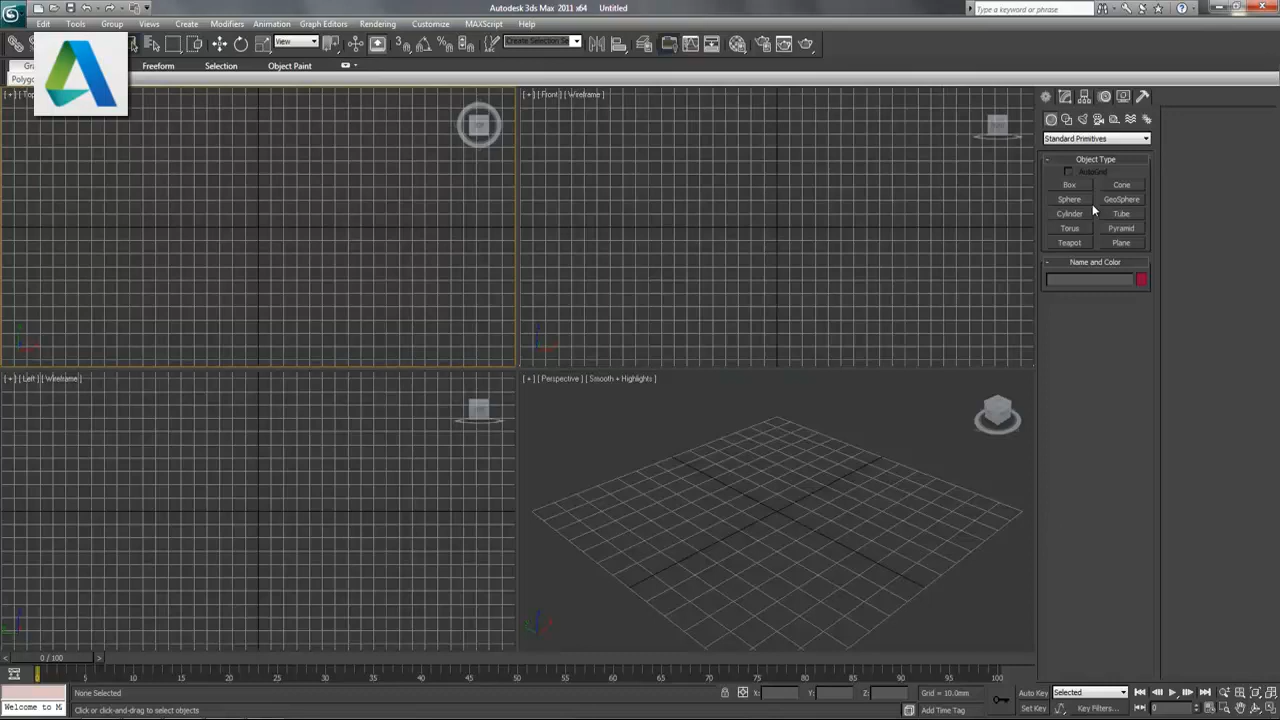 Autodesk 3ds Max 2011 x64 Untitled
Type a keyword or phrase
Edit Tools Group Views Create Modifiers Animation Graph Editors Rendering Customize MAXScript Help
View
Create Selection Se
Freeform Selection Object Paint
[ + ] [ Front ] [ Wireframe ]
Standard Primitives
Object Type
AutoGrid
Box Cone
Sphere GeoSphere
Cylinder Tube
Torus Pyramid
Teapot Plane
Name and Color
[ + ] [ Left ] [ Wireframe ]
[ + ] [ Perspective ] [ Smooth + Highlights ]
0 / 100
5 10 15 20 25 30 35 40 45 50 55 60 65 70 75 80 85 90 95 100
None Selected
X: Y: Z: Grid = 10.0mm
Auto Key Selected
Welcome to M
Click or click-and-drag to select objects
Add Time Tag
Set Key Key Filters... 0